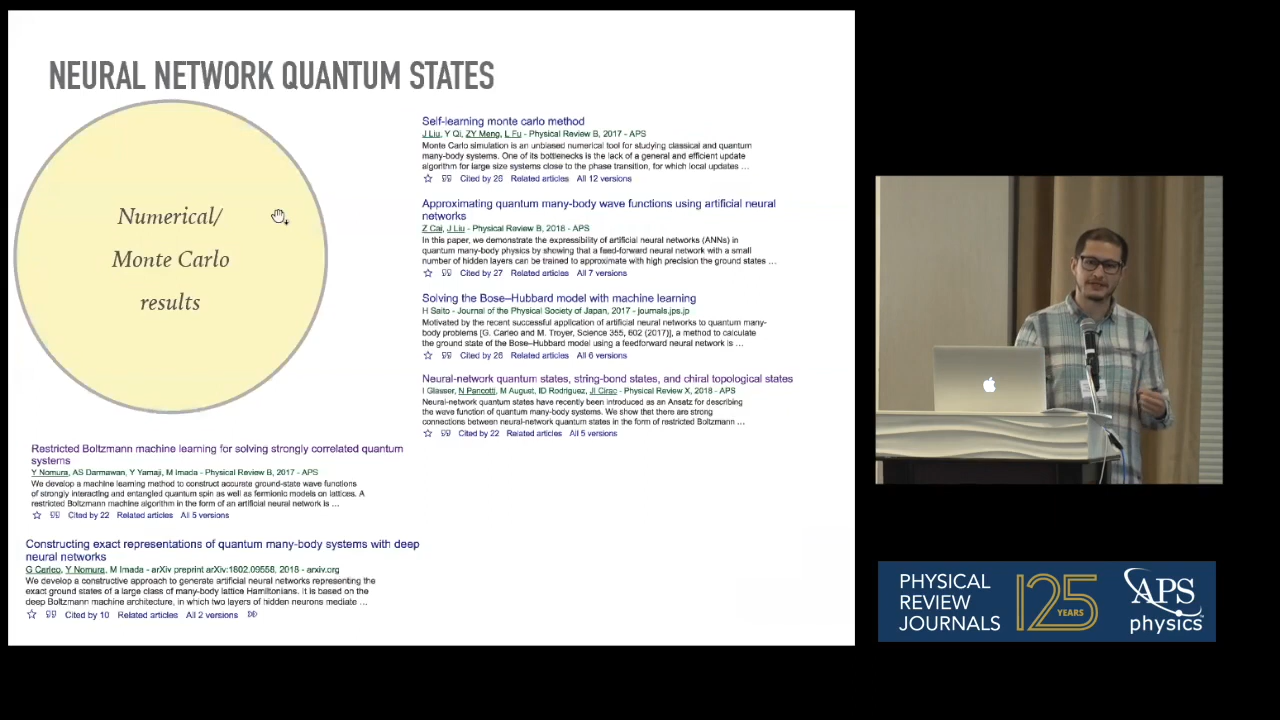 NEURAL NETWORK QUANTUM STATES
Numerical/
Monte Carlo
results
Self-learning monte carlo method
J Liu, Y Qi, ZY Meng, L Fu - Physical Review B, 2017 - APS
Monte Carlo simulation is an unbiased numerical tool for studying classical and quantum
many-body systems. One of its bottlenecks is the lack of a general and efficient update
algorithm for large size systems close to the phase transition, for which local updates ...
Cited by 26 Related articles All 12 versions
Approximating quantum many-body wave functions using artificial neural
networks
Z Cai, J Liu - Physical Review B, 2018 - APS
In this paper, we demonstrate the expressibility of artificial neural networks (ANNs) in
quantum many-body physics by showing that a feed-forward neural network with a small
number of hidden layers can be trained to approximate with high precision the ground states ...
Cited by 27 Related articles All 7 versions
Solving the Bose–Hubbard model with machine learning
H Saito - Journal of the Physical Society of Japan, 2017 - journals.jps.jp
Motivated by the recent successful application of artificial neural networks to quantum many-
body problems [G. Carleo and M. Troyer, Science 355, 602 (2017)], a method to calculate
the ground state of the Bose–Hubbard model using a feedforward neural network is ...
Cited by 26 Related articles All 6 versions
Neural-network quantum states, string-bond states, and chiral topological states
I Glasser, N Pancotti, M August, ID Rodriguez, JI Cirac - Physical Review X, 2018 - APS
Neural-network quantum states have recently been introduced as an Ansatz for describing
the wave function of quantum many-body systems. We show that there are strong
connections between neural-network quantum states in the form of restricted Boltzmann ...
Cited by 22 Related articles All 5 versions
Restricted Boltzmann machine learning for solving strongly correlated quantum
systems
Y Nomura, AS Darmawan, Y Yamaji, M Imada - Physical Review B, 2017 - APS
We develop a machine learning method to construct accurate ground-state wave functions
of strongly interacting and entangled quantum spin as well as fermionic models on lattices. A
restricted Boltzmann machine algorithm in the form of an artificial neural network is ...
Cited by 22 Related articles All 5 versions
Constructing exact representations of quantum many-body systems with deep
neural networks
G Carleo, Y Nomura, M Imada - arXiv preprint arXiv:1802.09558, 2018 - arxiv.org
We develop a constructive approach to generate artificial neural networks representing the
exact ground states of a large class of many-body lattice Hamiltonians. It is based on the
deep Boltzmann machine architecture, in which two layers of hidden neurons mediate ...
Cited by 10 Related articles All 2 versions
PHYSICAL
REVIEW
JOURNALS
125
YEARS
APS
physics